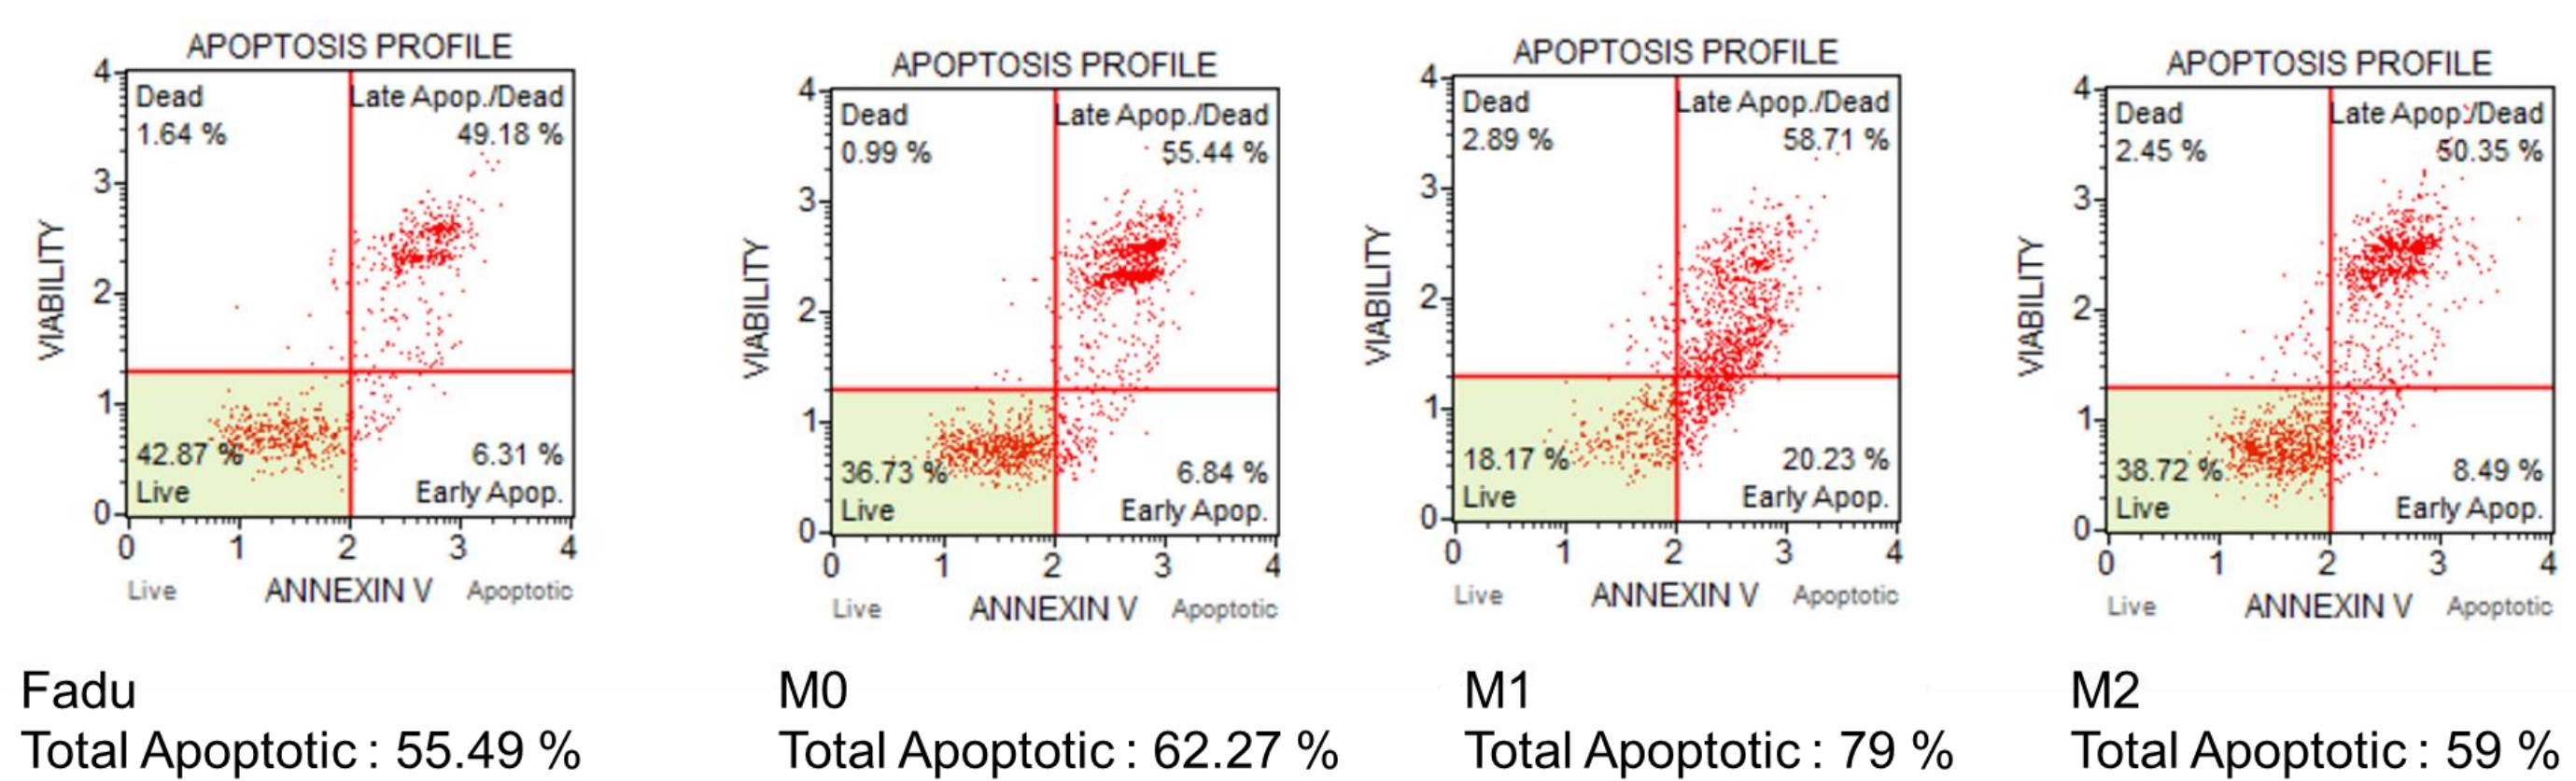 APOPTOSIS PROFILE
4
3
2
1
0
VIABILITY
Dead
1.64 %
Late Apop./Dead
49.18 %
42.87 %
Live
6.31 %
Early Apop.
0 1 2 3 4
Live ANNEXIN V Apoptotic
Fadu
Total Apoptotic : 55.49 %
APOPTOSIS PROFILE
4
3
2
1
0
VIABILITY
Dead
0.99 %
Late Apop./Dead
55.44 %
36.73 %
Live
6.84 %
Early Apop.
0 1 2 3 4
Live ANNEXIN V Apoptotic
M0
Total Apoptotic : 62.27 %
APOPTOSIS PROFILE
4
3
2
1
0
VIABILITY
Dead
2.89 %
Late Apop./Dead
58.71 %
18.17 %
Live
20.23 %
Early Apop.
0 1 2 3 4
Live ANNEXIN V Apoptotic
M1
Total Apoptotic : 79 %
APOPTOSIS PROFILE
4
3
2
1
0
VIABILITY
Dead
2.45 %
Late Apop./Dead
50.35 %
38.72 %
Live
8.49 %
Early Apop.
0 1 2 3 4
Live ANNEXIN V Apoptotic
M2
Total Apoptotic : 59 %